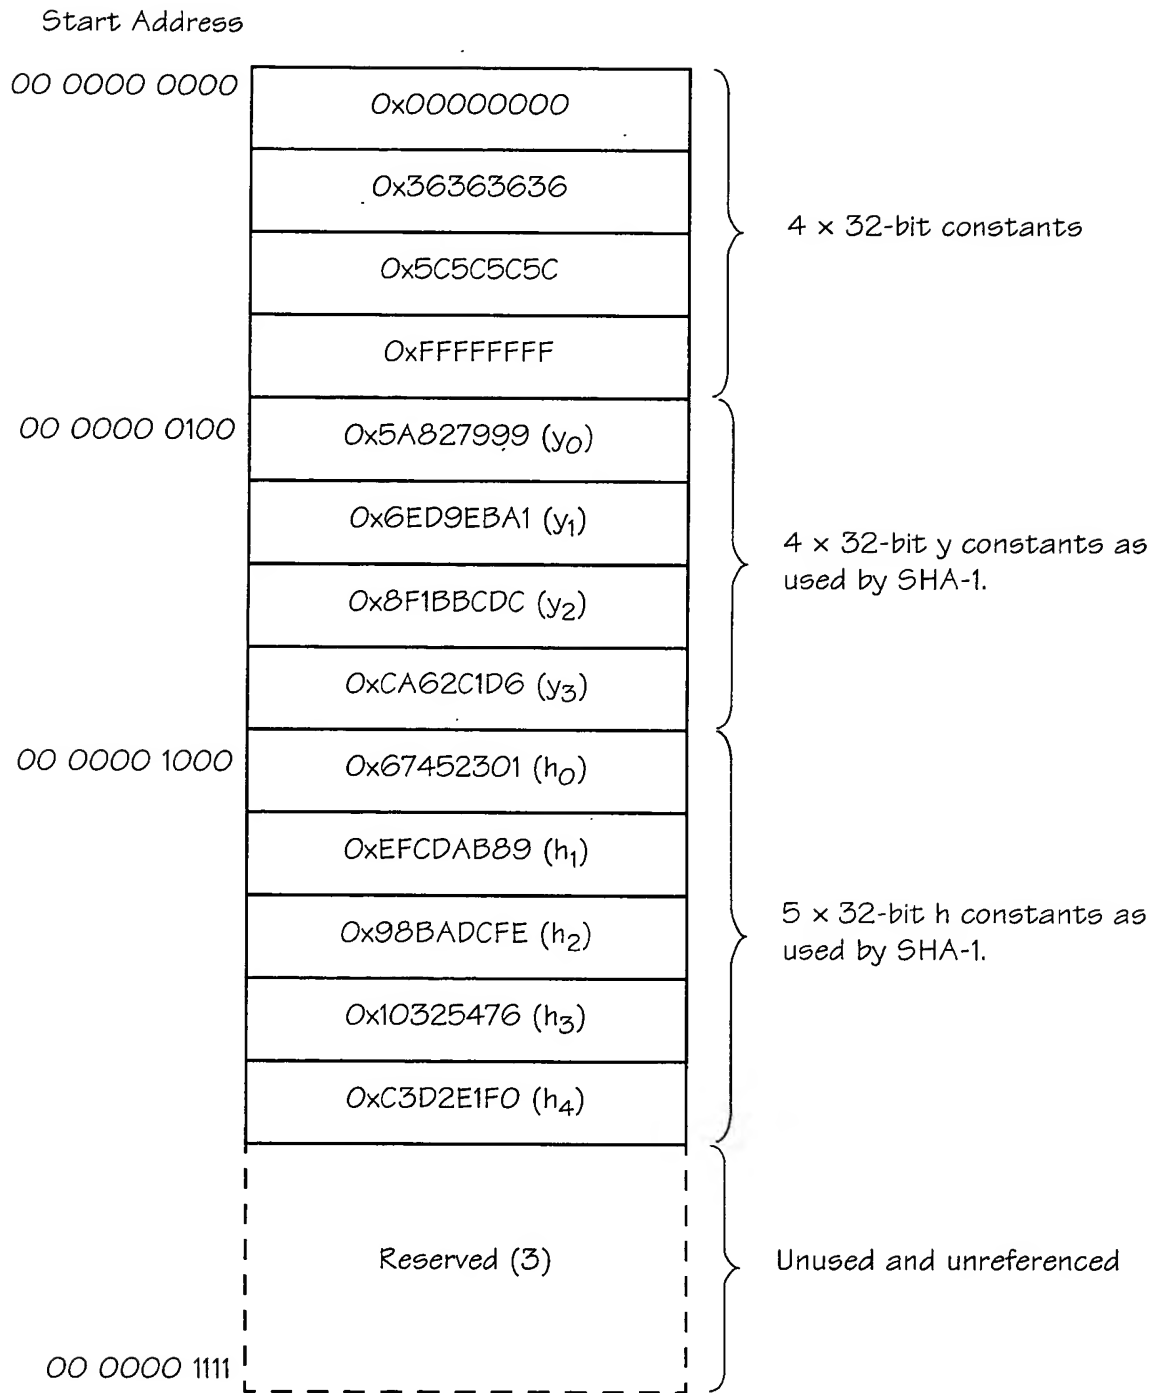 Start Address
00 0000 0000
0x00000000
0x36363636
4 x 32-bit constants
0x5C5C5C5C
0xFFFFFFFF
00 0000 0100
0x5A827999 (y0)
0x6ED9EBA1 (y1)
4 x 32-bit y constants as
used by SHA-1.
0x8F1BBCDC (y2)
0xCA62C1D6 (y3)
00 0000 1000
0x67452301 (h0)
0xEFCDAB89 (h1)
5 x 32-bit h constants as
used by SHA-1.
0x98BADCFE (h2)
0x10325476 (h3)
0xC3D2E1F0 (h4)
Reserved (3)
Unused and unreferenced
00 0000 1111